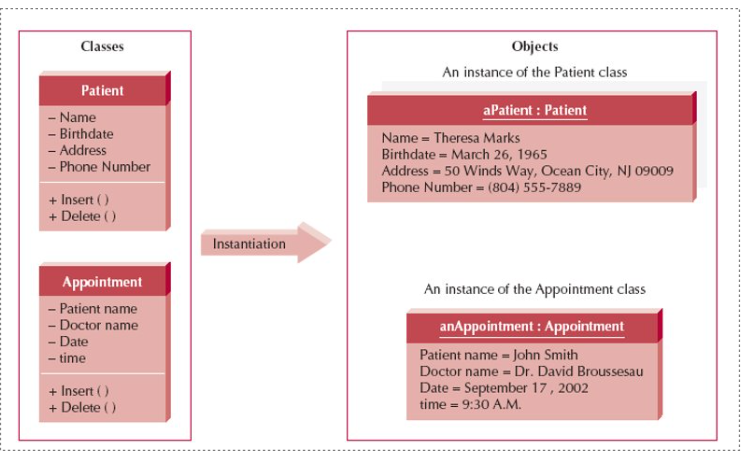 Classes
Patient
– Name
– Birthdate
– Address
– Phone Number
+ Insert ( )
+ Delete ( )
Appointment
– Patient name
– Doctor name
– Date
– time
+ Insert ( )
+ Delete ( )
Instantiation
Objects
An instance of the Patient class
aPatient : Patient
Name = Theresa Marks
Birthdate = March 26, 1965
Address = 50 Winds Way, Ocean City, NJ 09009
Phone Number = (804) 555-7889
An instance of the Appointment class
anAppointment : Appointment
Patient name = John Smith
Doctor name = Dr. David Broussesau
Date = September 17 , 2002
time = 9:30 A.M.